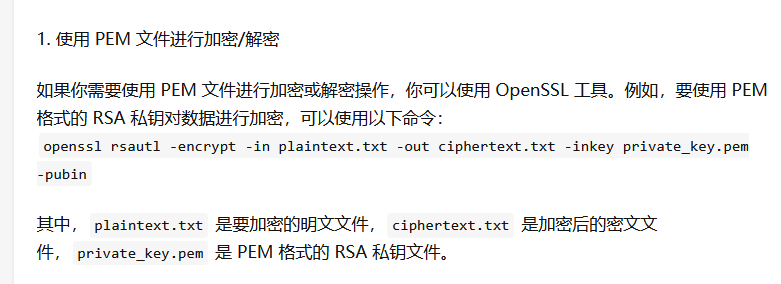 1. 使用 PEM 文件进行加密/解密
如果你需要使用 PEM 文件进行加密或解密操作，你可以使用 OpenSSL 工具。例如，要使用 PEM
格式的 RSA 私钥对数据进行加密，可以使用以下命令：
openssl rsautl -encrypt -in plaintext.txt -out ciphertext.txt -inkey private_key.pem
-pubin
其中， plaintext.txt 是要加密的明文文件， ciphertext.txt 是加密后的密文文
件， private_key.pem 是 PEM 格式的 RSA 私钥文件。